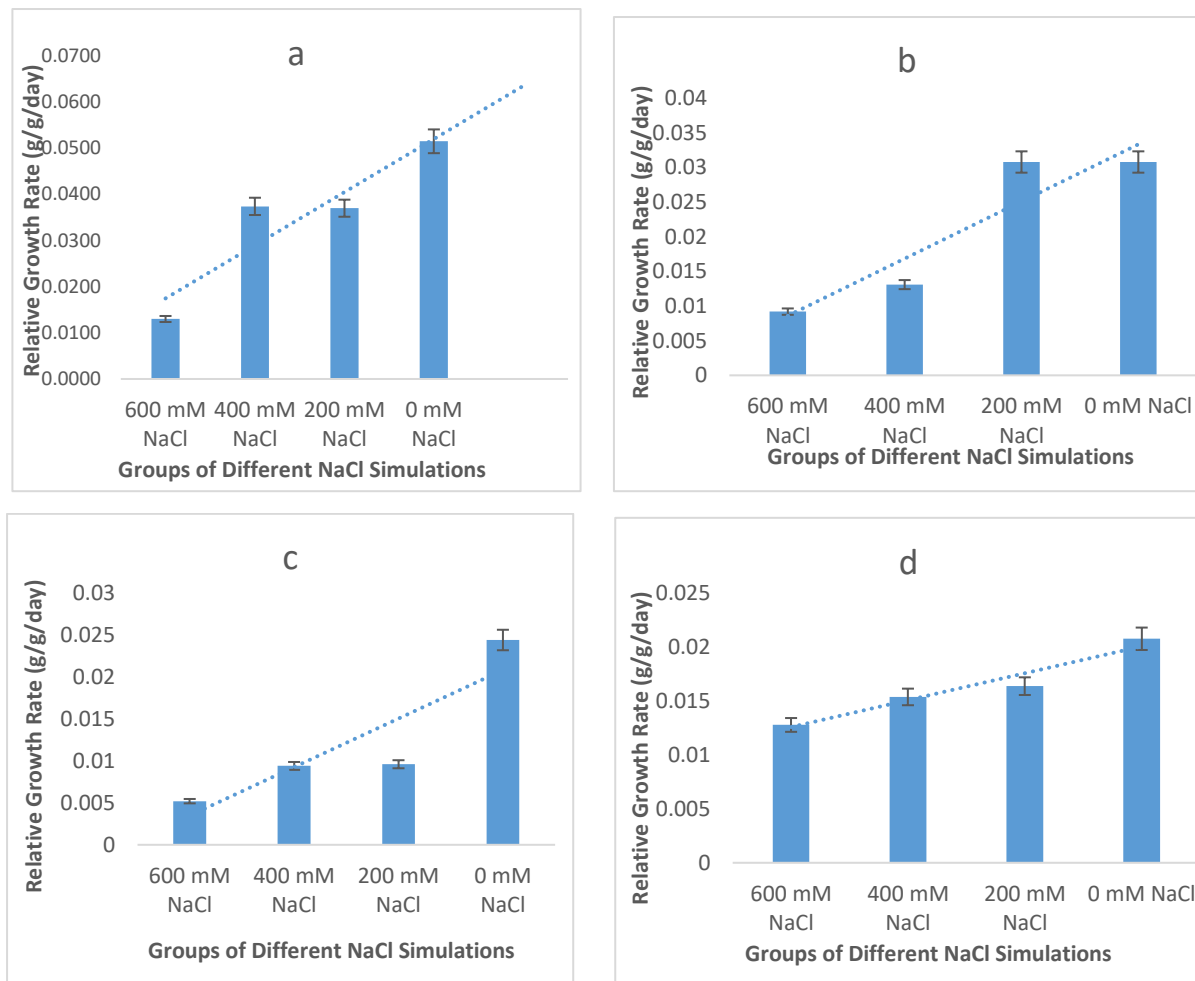 a
Relative Growth Rate (g/g/day)
0.0700
0.0600
0.0500
0.0400
0.0300
0.0200
0.0100
0.0000
600 mM 400 mM 200 mM 0 mM
NaCl NaCl NaCl NaCl
Groups of Different NaCl Simulations
b
Relative Growth Rate (g/g/day)
0.04
0.035
0.03
0.025
0.02
0.015
0.01
0.005
0
600 mM 400 mM 200 mM 0 mM NaCl
NaCl NaCl NaCl
Groups of Different NaCl Simulations
c
Relative Growth Rate (g/g/day)
0.03
0.025
0.02
0.015
0.01
0.005
0
600 mM 400 mM 200 mM 0 mM
NaCl NaCl NaCl NaCl
Groups of Different NaCl Simulations
d
Relative Growth Rate (g/g/day)
0.025
0.02
0.015
0.01
0.005
0
600 mM 400 mM 200 mM 0 mM NaCl
NaCl NaCl NaCl
Groups of Different NaCl Simulations